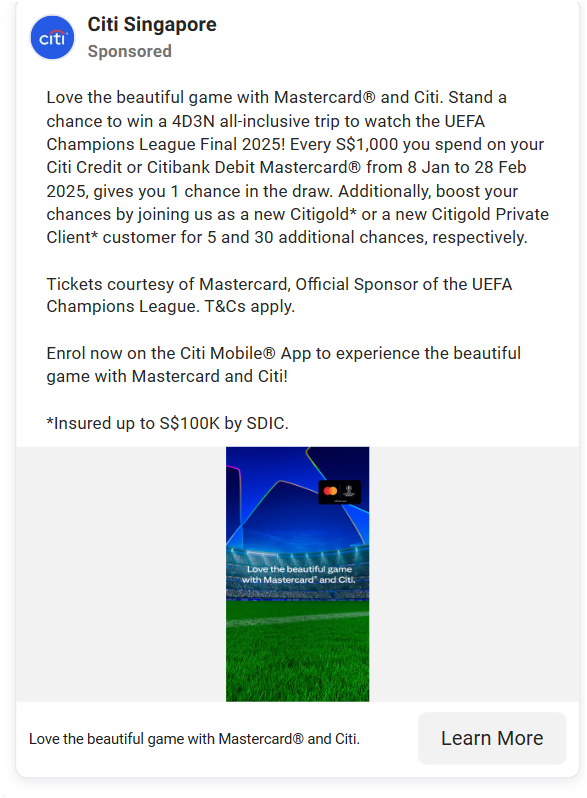 citi
Citi Singapore
Sponsored
Love the beautiful game with Mastercard® and Citi. Stand a
chance to win a 4D3N all-inclusive trip to watch the UEFA
Champions League Final 2025! Every S$1,000 you spend on your
Citi Credit or Citibank Debit Mastercard® from 8 Jan to 28 Feb
2025, gives you 1 chance in the draw. Additionally, boost your
chances by joining us as a new Citigold* or a new Citigold Private
Client* customer for 5 and 30 additional chances, respectively.
Tickets courtesy of Mastercard, Official Sponsor of the UEFA
Champions League. T&Cs apply.
Enrol now on the Citi Mobile® App to experience the beautiful
game with Mastercard and Citi!
*Insured up to S$100K by SDIC.
Love the beautiful game
with Mastercard® and Citi.
Love the beautiful game with Mastercard® and Citi.
Learn More